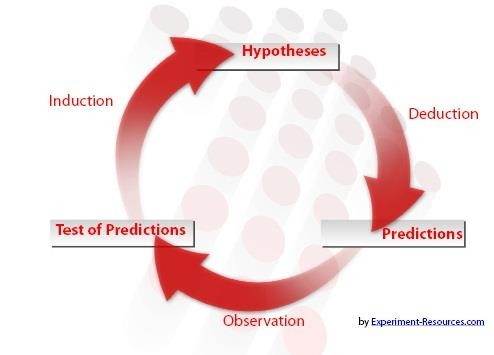 Hypotheses
Induction
Deduction
Test of Predictions
Predictions
Observation
by Experiment-Resources.com